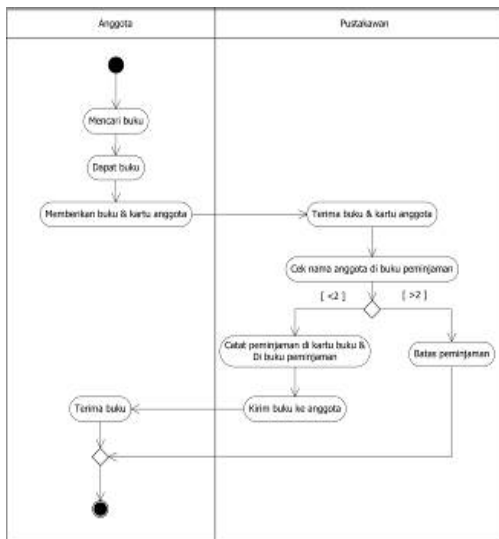 Anggota
Pustakawan
Mencari buku
Dapat buku
Memberikan buku & kartu anggota
Terima buku & kartu anggota
Cek nama anggota di buku peminjaman
[ <2 ]
[ >2 ]
Catat peminjaman di kartu buku &
Di buku peminjaman
Batas peminjaman
Terima buku
Kirim buku ke anggota